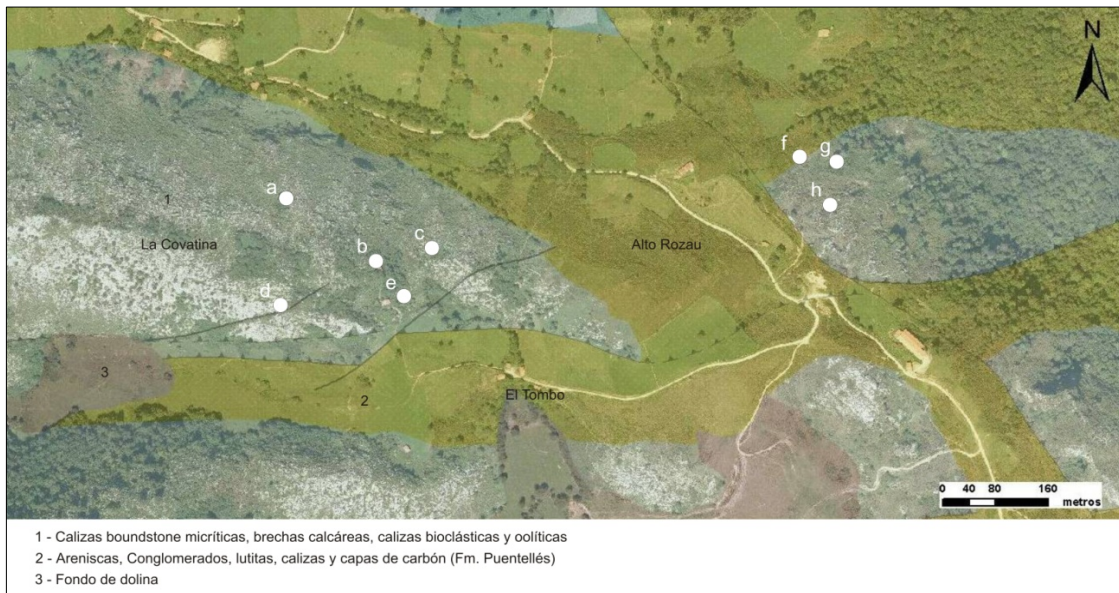 N
f
g
a
1
h
c
La Covatina
Alto Rozau
b
e
d
3
2
El Tombo
0 40 80 160
metros
1 - Calizas boundstone micríticas, brechas calcáreas, calizas bioclásticas y oolíticas
2 - Areniscas, Conglomerados, lutitas, calizas y capas de carbón (Fm. Puentellés)
3 - Fondo de dolina